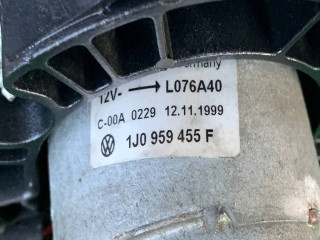 Germany
12V- → L076A40
C-00A 0229 12.11.1999
1J0 959 455 F